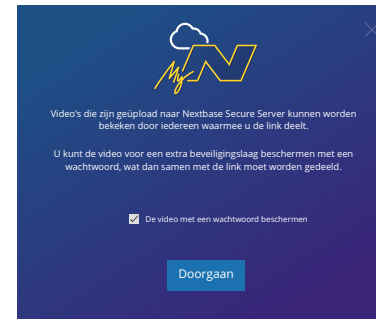 My N
Video's die zijn geüpload naar Nextbase Secure Server kunnen worden
bekeken door iedereen waarmee u de link deelt.
U kunt de video voor een extra beveiligingslaag beschermen met een
wachtwoord, wat dan samen met de link moet worden gedeeld.
De video met een wachtwoord beschermen
Doorgaan